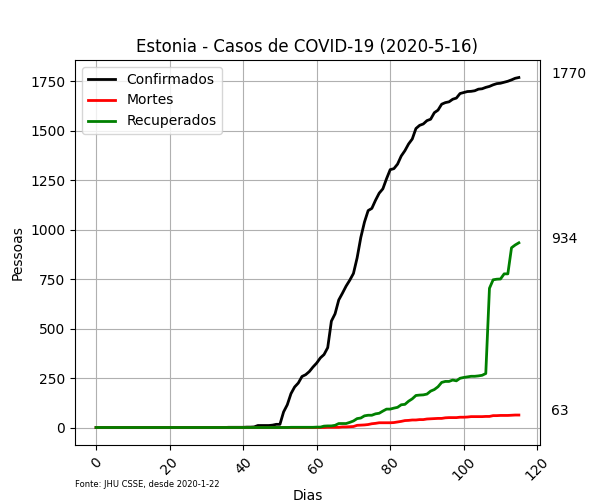 Estonia - Casos de COVID-19 (2020-5-16)
Confirmados
Mortes
Recuperados
1770
934
63
Pessoas
1750
1500
1250
1000
750
500
250
0
0
20
40
60
80
100
120
Fonte: JHU CSSE, desde 2020-1-22
Dias